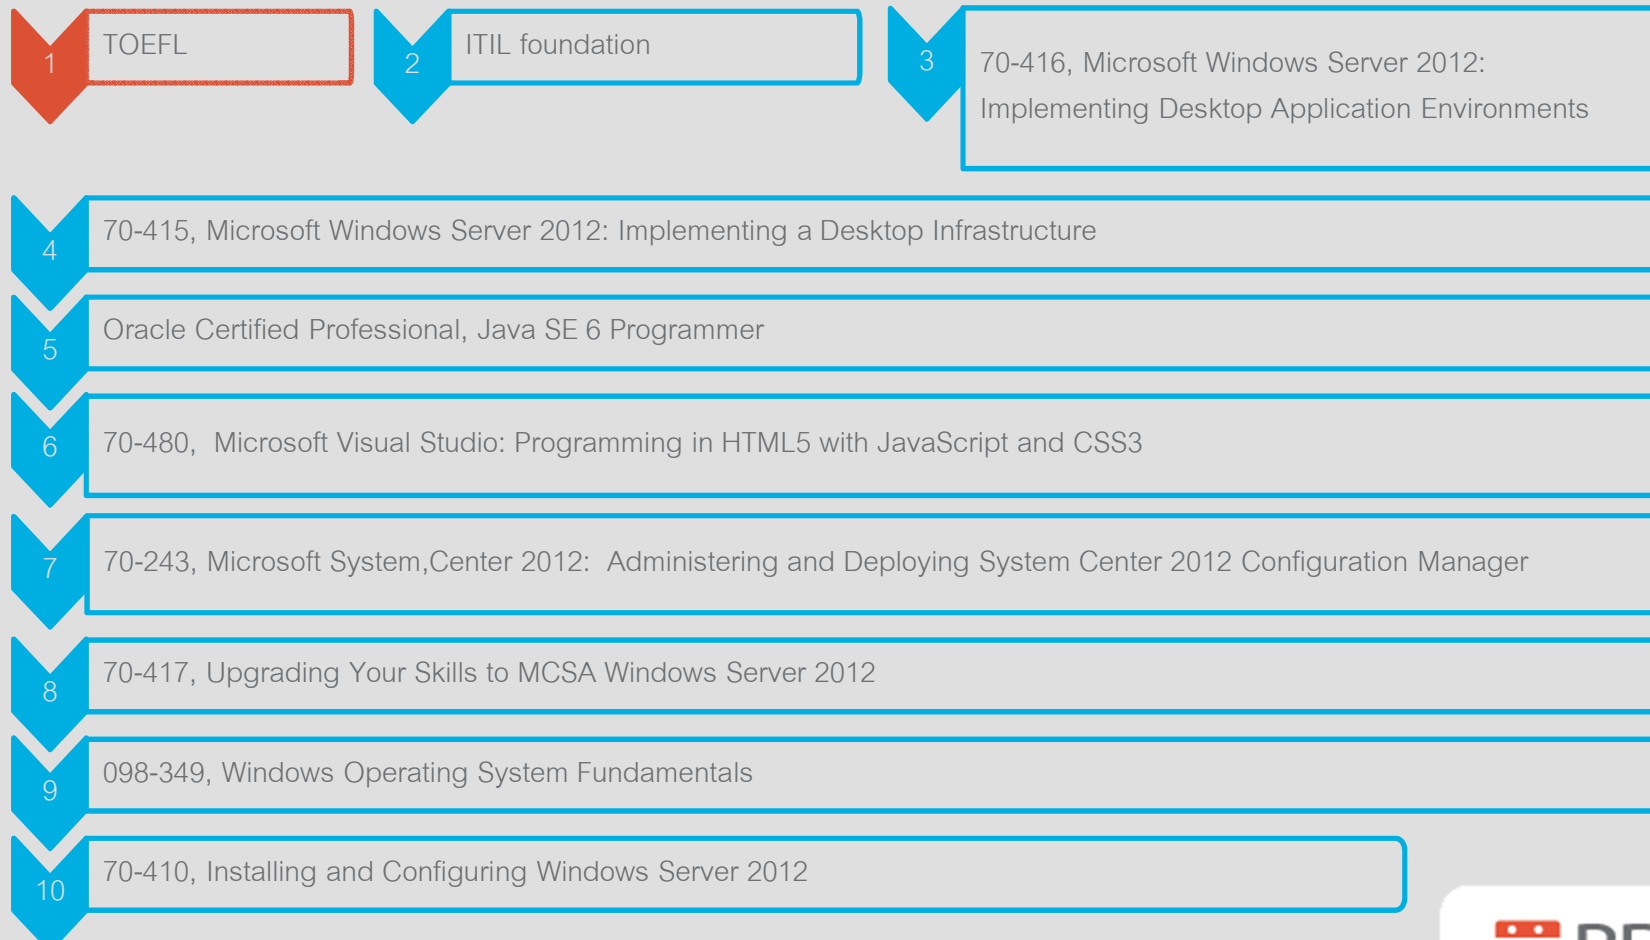 1
TOEFL
2
ITIL foundation
3
70-416, Microsoft Windows Server 2012:
Implementing Desktop Application Environments
4
70-415, Microsoft Windows Server 2012: Implementing a Desktop Infrastructure
5
Oracle Certified Professional, Java SE 6 Programmer
6
70-480,  Microsoft Visual Studio: Programming in HTML5 with JavaScript and CSS3
7
70-243, Microsoft System,Center 2012:  Administering and Deploying System Center 2012 Configuration Manager
8
70-417, Upgrading Your Skills to MCSA Windows Server 2012
9
098-349, Windows Operating System Fundamentals
10
70-410, Installing and Configuring Windows Server 2012